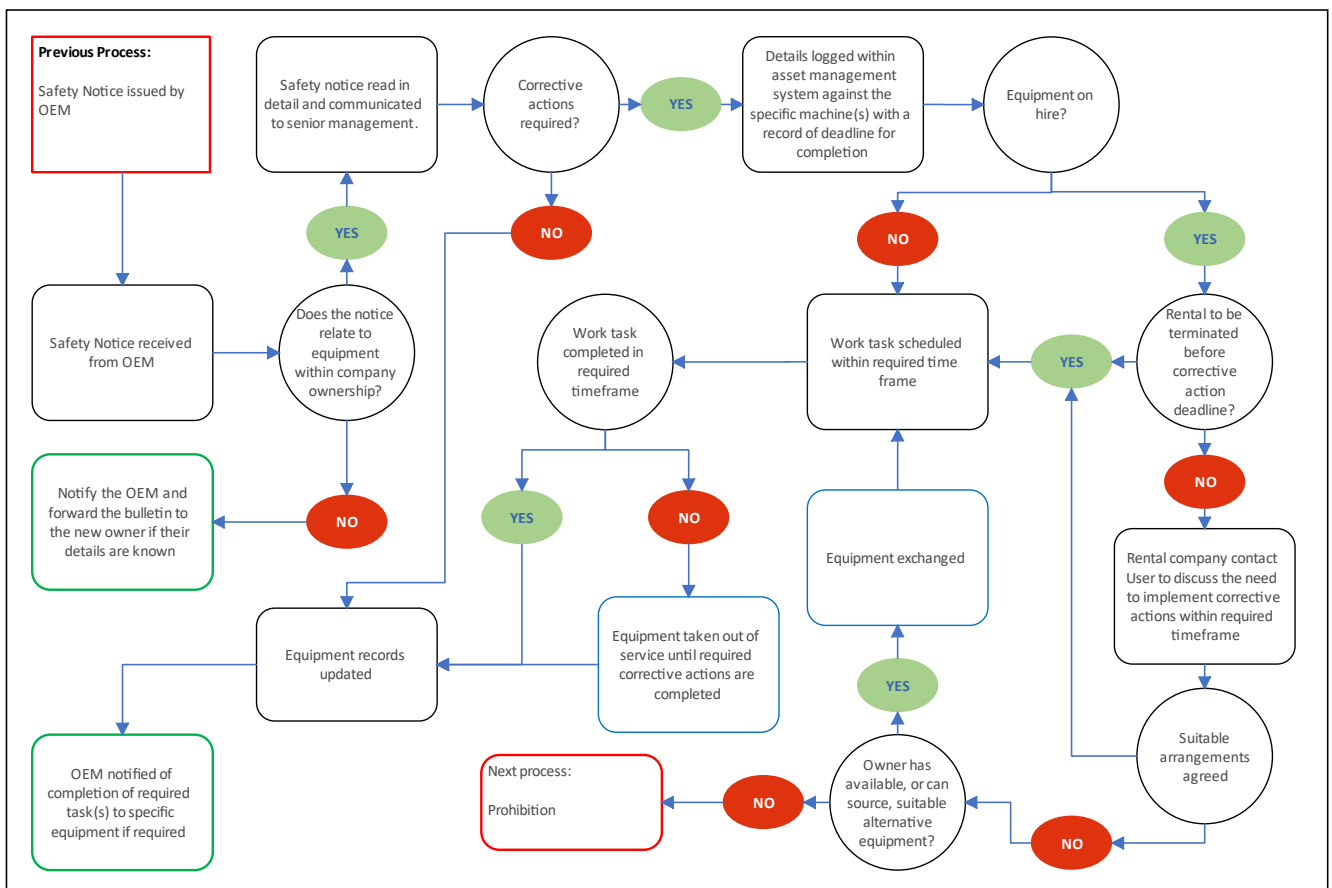 Previous Process:
Safety Notice issued by
OEM
Safety notice read in
detail and communicated
to senior management.
Corrective
actions
required?
YES
Details logged within
asset management
system against the
specific machine(s) with a
record of deadline for
completion
Equipment on
hire?
YES
NO
NO
YES
Safety Notice received
from OEM
Does the notice
relate to
equipment
within company
ownership?
Work task
completed in
required
timeframe
Work task scheduled
within required time
frame
YES
Rental to be
terminated
before
corrective
action
deadline?
Notify the OEM and
forward the bulletin to
the new owner if their
details are known
NO
YES
NO
Equipment exchanged
NO
Rental company contact
User to discuss the need
to implement corrective
actions within required
timeframe
Equipment records
updated
Equipment taken out of
service until required
corrective actions are
completed
YES
OEM notified of
completion of required
task(s) to specific
equipment if required
Next process:
Prohibition
NO
Owner has
available, or can
source, suitable
alternative
equipment?
NO
Suitable
arrangements
agreed